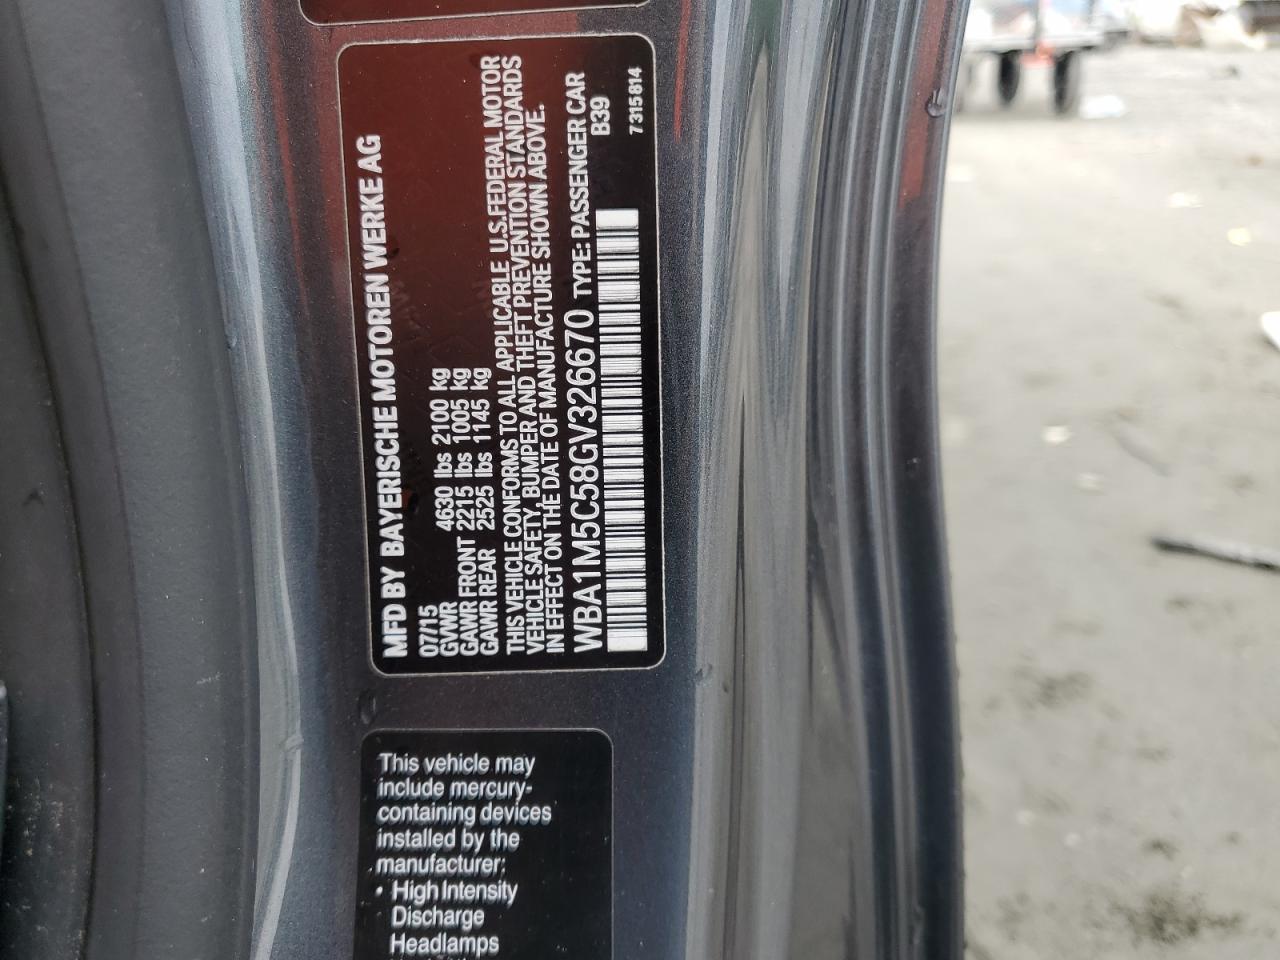 MFD BY BAYERISCHE MOTOREN WERKE AG
07/15
GVWR 4630 lbs 2100 kg
GAWR FRONT 2215 lbs 1005 kg
GAWR REAR 2525 lbs 1145 kg
THIS VEHICLE CONFORMS TO ALL APPLICABLE U.S.FEDERAL MOTOR
VEHICLE SAFETY, BUMPER AND THEFT PREVENTION STANDARDS
IN EFFECT ON THE DATE OF MANUFACTURE SHOWN ABOVE.
WBA1M5C58GV326670 TYPE: PASSENGER CAR
B39
7315814
This vehicle may
include mercury-
containing devices
installed by the
manufacturer:
• High Intensity
Discharge
Headlamps